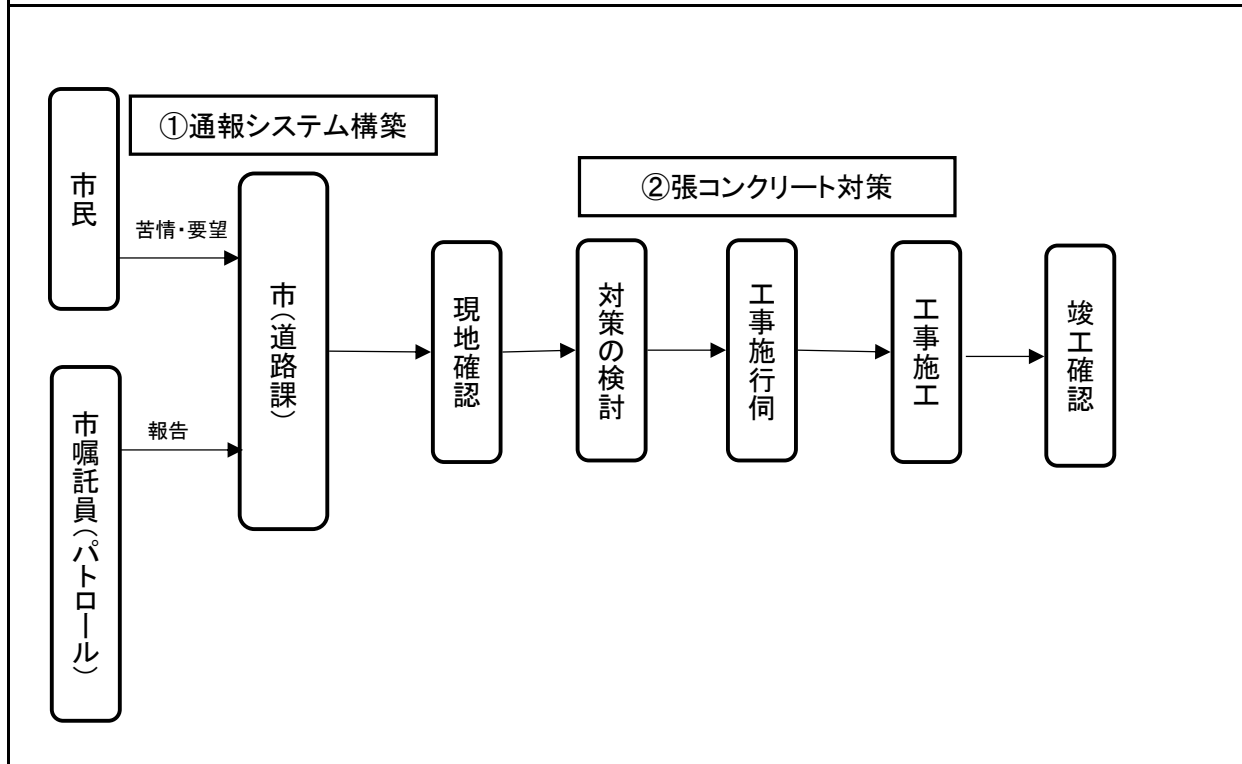 ①通報システム構築
②張コンクリート対策
市民
苦情・要望
市嘱託員（パトロール）
報告
市（道路課）
現地確認
対策の検討
工事施行伺
工事施工
竣工確認